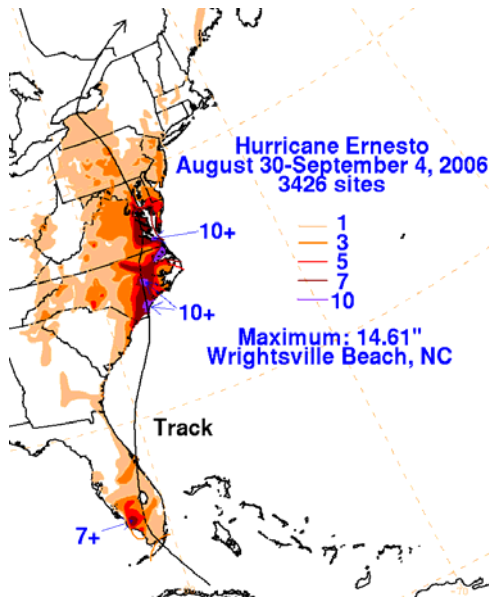 Hurricane Ernesto
August 30-September 4, 2006
3426 sites
10+
1
3
5
7
10
10+
Maximum: 14.61"
Wrightsville Beach, NC
Track
7+